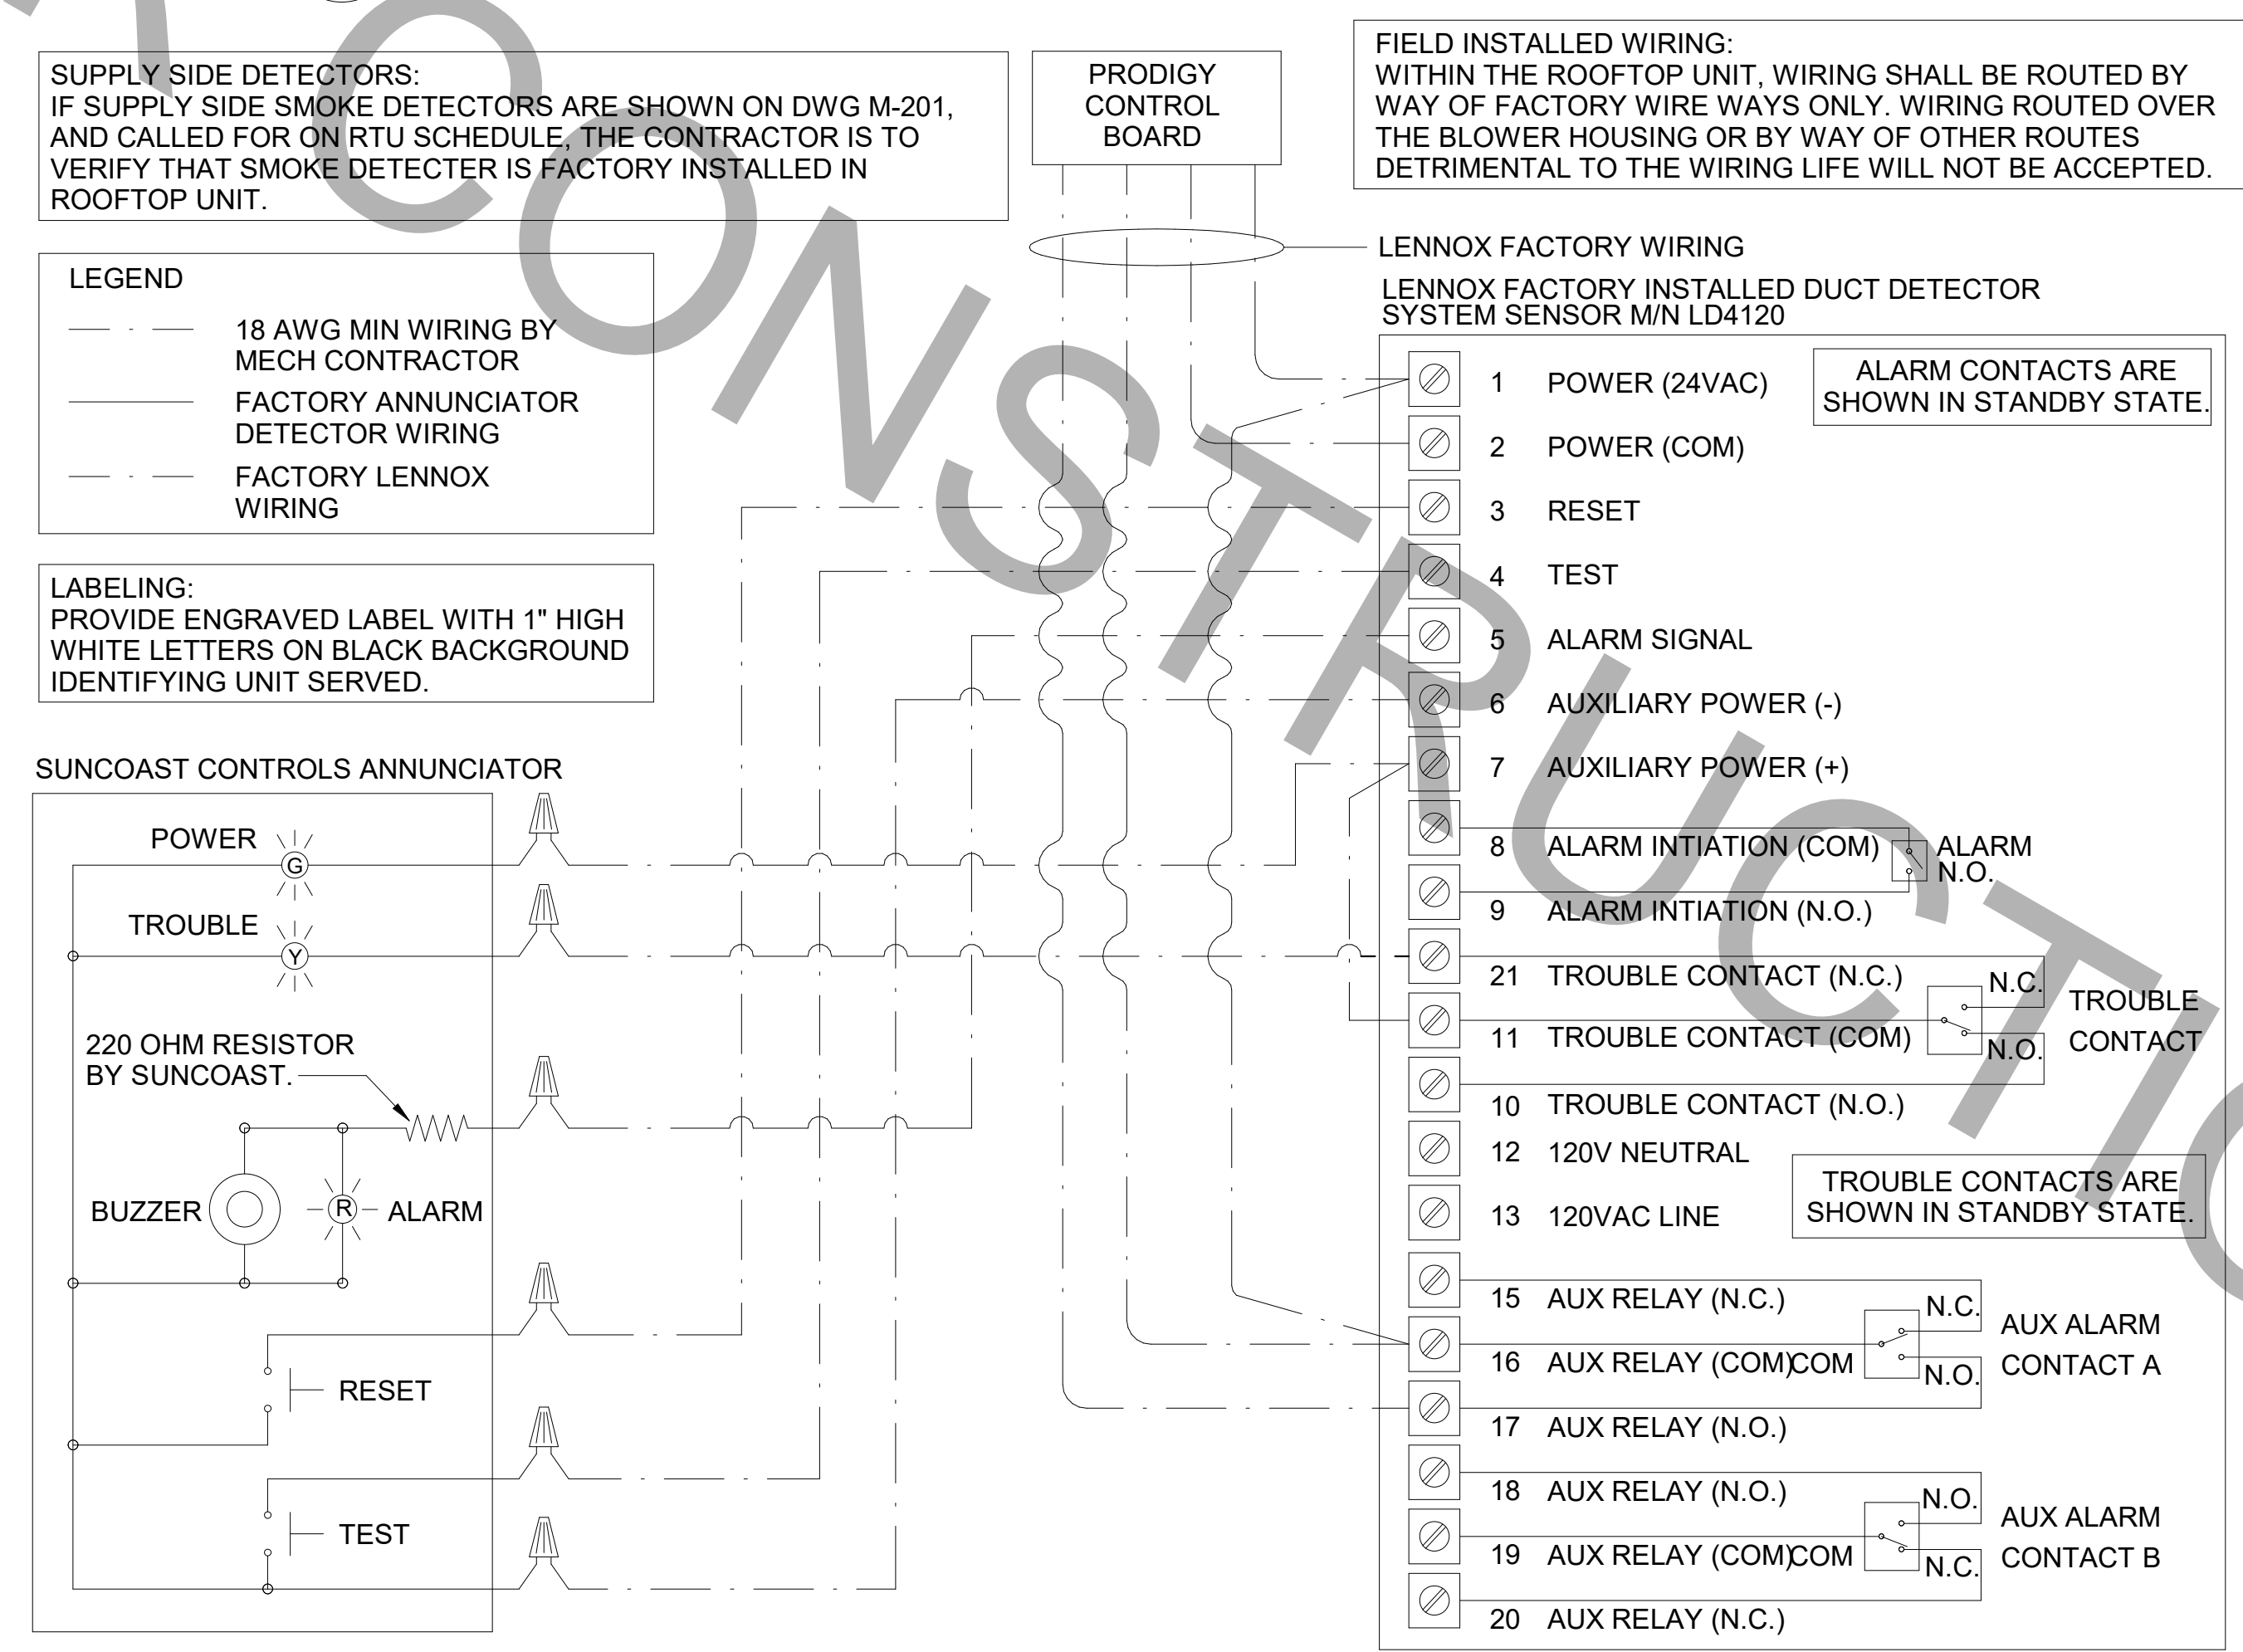 SUPPLY SIDE DETECTORS:
IF SUPPLY SIDE SMOKE DETECTORS ARE SHOWN ON DWG M-201,
AND CALLED FOR ON RTU SCHEDULE, THE CONTRACTOR IS TO
VERIFY THAT SMOKE DETECTER IS FACTORY INSTALLED IN
ROOFTOP UNIT.
PRODIGY
CONTROL
BOARD
FIELD INSTALLED WIRING:
WITHIN THE ROOFTOP UNIT, WIRING SHALL BE ROUTED BY
WAY OF FACTORY WIRE WAYS ONLY. WIRING ROUTED OVER
THE BLOWER HOUSING OR BY WAY OF OTHER ROUTES
DETRIMENTAL TO THE WIRING LIFE WILL NOT BE ACCEPTED.
LEGEND
18 AWG MIN WIRING BY
MECH CONTRACTOR
FACTORY ANNUNCIATOR
DETECTOR WIRING
FACTORY LENNOX
WIRING
LABELING:
PROVIDE ENGRAVED LABEL WITH 1" HIGH
WHITE LETTERS ON BLACK BACKGROUND
IDENTIFYING UNIT SERVED.
LENNOX FACTORY WIRING
LENNOX FACTORY INSTALLED DUCT DETECTOR
SYSTEM SENSOR M/N LD4120
ALARM CONTACTS ARE
SHOWN IN STANDBY STATE.
1 POWER (24VAC)
2 POWER (COM)
3 RESET
4 TEST
5 ALARM SIGNAL
6 AUXILIARY POWER (-)
7 AUXILIARY POWER (+)
8 ALARM INTIATION (COM)
ALARM
N.O.
9 ALARM INTIATION (N.O.)
21 TROUBLE CONTACT (N.C.)
N.C.
TROUBLE
CONTACT
11 TROUBLE CONTACT (COM)
N.O.
10 TROUBLE CONTACT (N.O.)
12 120V NEUTRAL
13 120VAC LINE
TROUBLE CONTACTS ARE
SHOWN IN STANDBY STATE.
15 AUX RELAY (N.C.)
N.C.
AUX ALARM
CONTACT A
16 AUX RELAY (COM)COM
N.O.
17 AUX RELAY (N.O.)
18 AUX RELAY (N.O.)
N.O.
AUX ALARM
CONTACT B
19 AUX RELAY (COM)COM
N.C.
20 AUX RELAY (N.C.)
SUNCOAST CONTROLS ANNUNCIATOR
POWER
G
TROUBLE
Y
220 OHM RESISTOR
BY SUNCOAST.
BUZZER
R
ALARM
RESET
TEST
CONSTRUCTIO